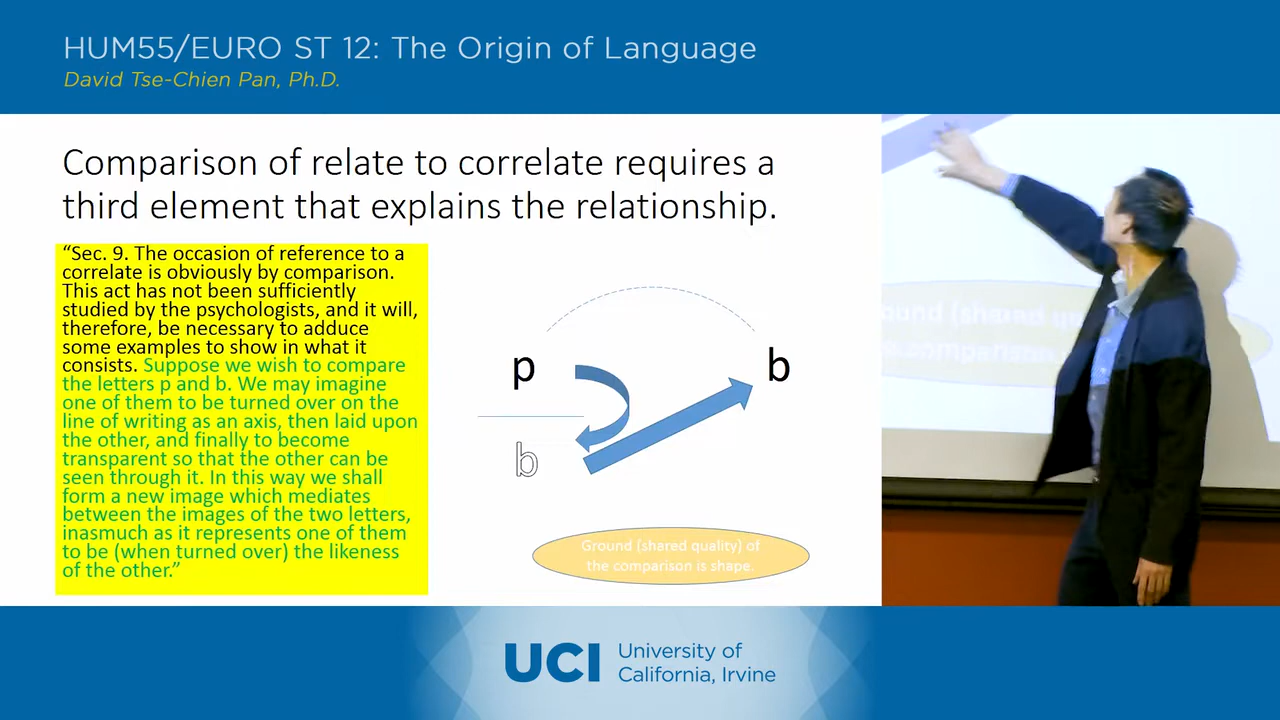 HUM55/EURO ST 12: The Origin of Language
David Tse-Chien Pan, Ph.D.
Comparison of relate to correlate requires a
third element that explains the relationship.
“Sec. 9. The occasion of reference to a
correlate is obviously by comparison.
This act has not been sufficiently
studied by the psychologists, and it will,
therefore, be necessary to adduce
some examples to show in what it
consists. Suppose we wish to compare
the letters p and b. We may imagine
one of them to be turned over on the
line of writing as an axis, then laid upon
the other, and finally to become
transparent so that the other can be
seen through it. In this way we shall
form a new image which mediates
between the images of the two letters,
inasmuch as it represents one of them
to be (when turned over) the likeness
of the other.”
p
b
b
Ground (shared quality) of
the comparison is shape.
ound (shared qu
comparison
UCI
University of
California, Irvine